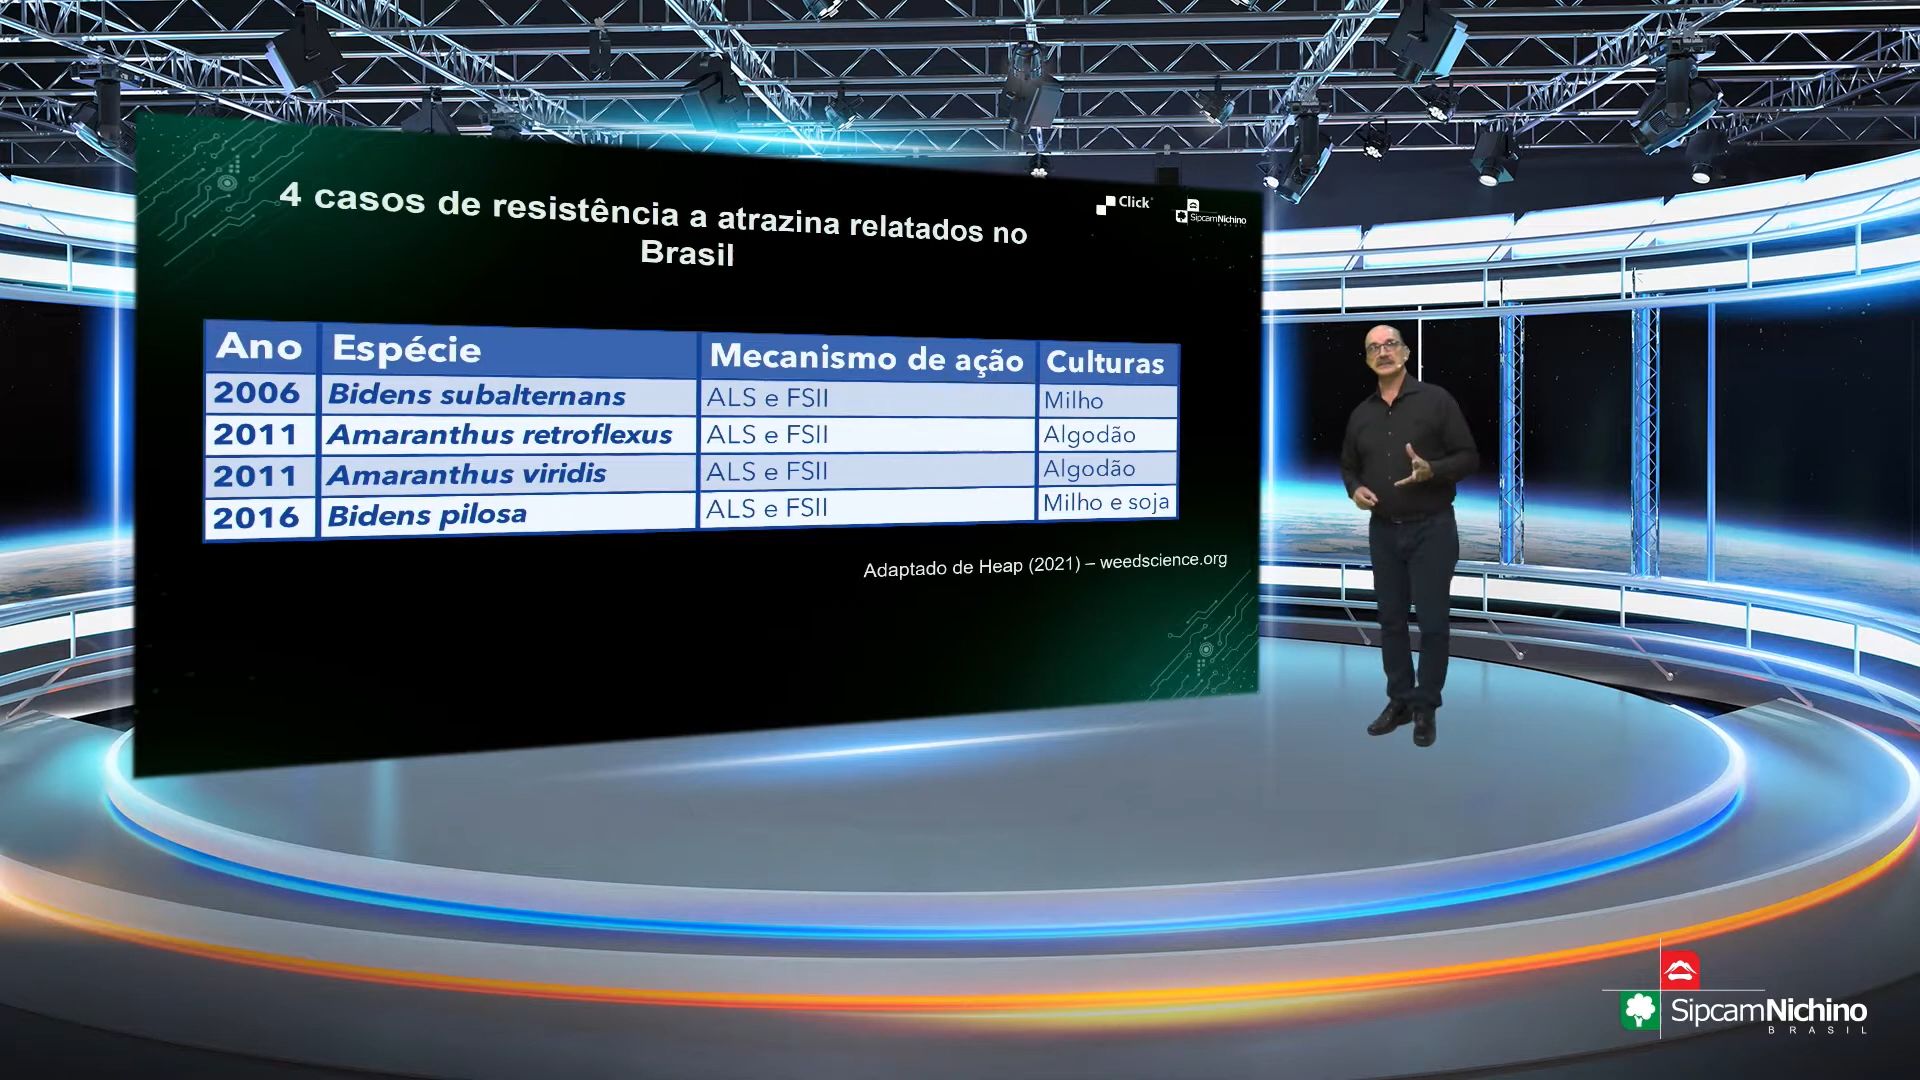 4 casos de resistência a atrazina relatados no
Brasil
Click
SipcamNichino
BRASIL
Ano Espécie Mecanismo de ação Culturas
2006 Bidens subalternans ALS e FSII Milho
2011 Amaranthus retroflexus ALS e FSII Algodão
2011 Amaranthus viridis ALS e FSII Algodão
2016 Bidens pilosa ALS e FSII Milho e soja
Adaptado de Heap (2021) – weedscience.org
SipcamNichino
BRASIL